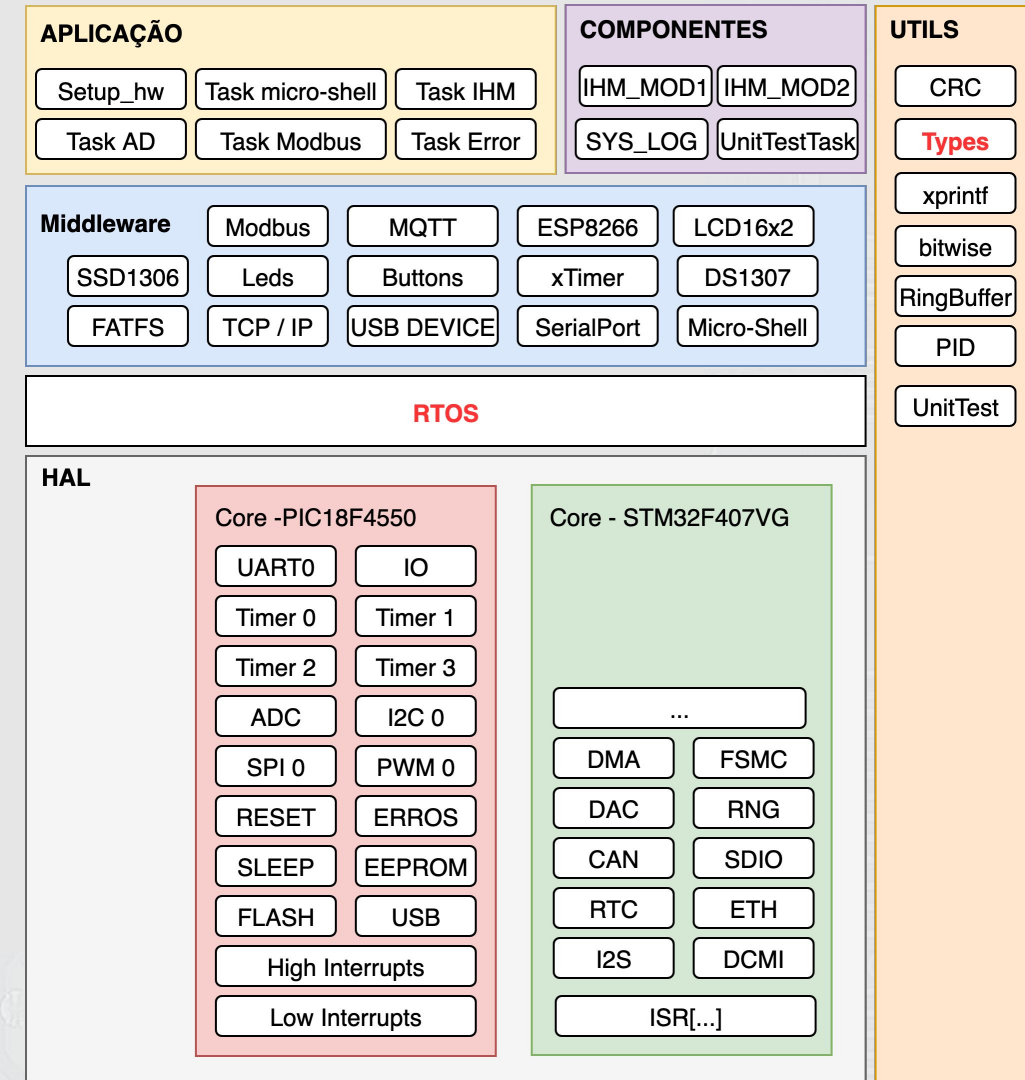 APLICAÇÃO
Setup_hw
Task micro-shell
Task IHM
Task AD
Task Modbus
Task Error
COMPONENTES
IHM_MOD1
IHM_MOD2
SYS_LOG
UnitTestTask
UTILS
CRC
Types
xprintf
bitwise
RingBuffer
PID
UnitTest
Middleware
Modbus
MQTT
ESP8266
LCD16x2
SSD1306
Leds
Buttons
xTimer
DS1307
FATFS
TCP / IP
USB DEVICE
SerialPort
Micro-Shell
RTOS
HAL
Core -PIC18F4550
UART0
IO
Timer 0
Timer 1
Timer 2
Timer 3
ADC
I2C 0
SPI 0
PWM 0
RESET
ERROS
SLEEP
EEPROM
FLASH
USB
High Interrupts
Low Interrupts
Core - STM32F407VG
...
DMA
FSMC
DAC
RNG
CAN
SDIO
RTC
ETH
I2S
DCMI
ISR[...]